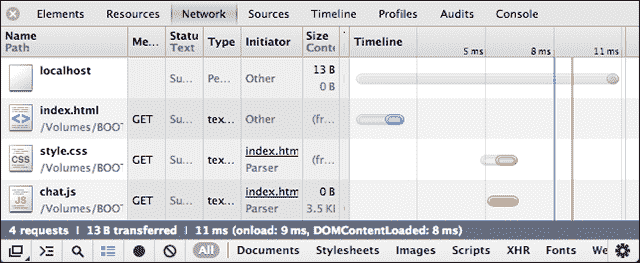 Elements Resources Network Sources Timeline Profiles Audits Console
Name Path Me... Statu Text Type Initiator Size Conte Timeline 5 ms 8 ms 11 ms
localhost Su... Pe... Other 13 B 0 B
index.html /Volumes/BOOT GET Su... tex... Other (fr...
style.css /Volumes/BOOT GET Su... tex... index.htm Parser (fr...
chat.js /Volumes/BOOT GET Su... tex... index.htm Parser 0 B 3.5 KB
4 requests | 13 B transferred | 11 ms (onload: 9 ms, DOMContentLoaded: 8 ms)
All Documents Stylesheets Images Scripts XHR Fonts We